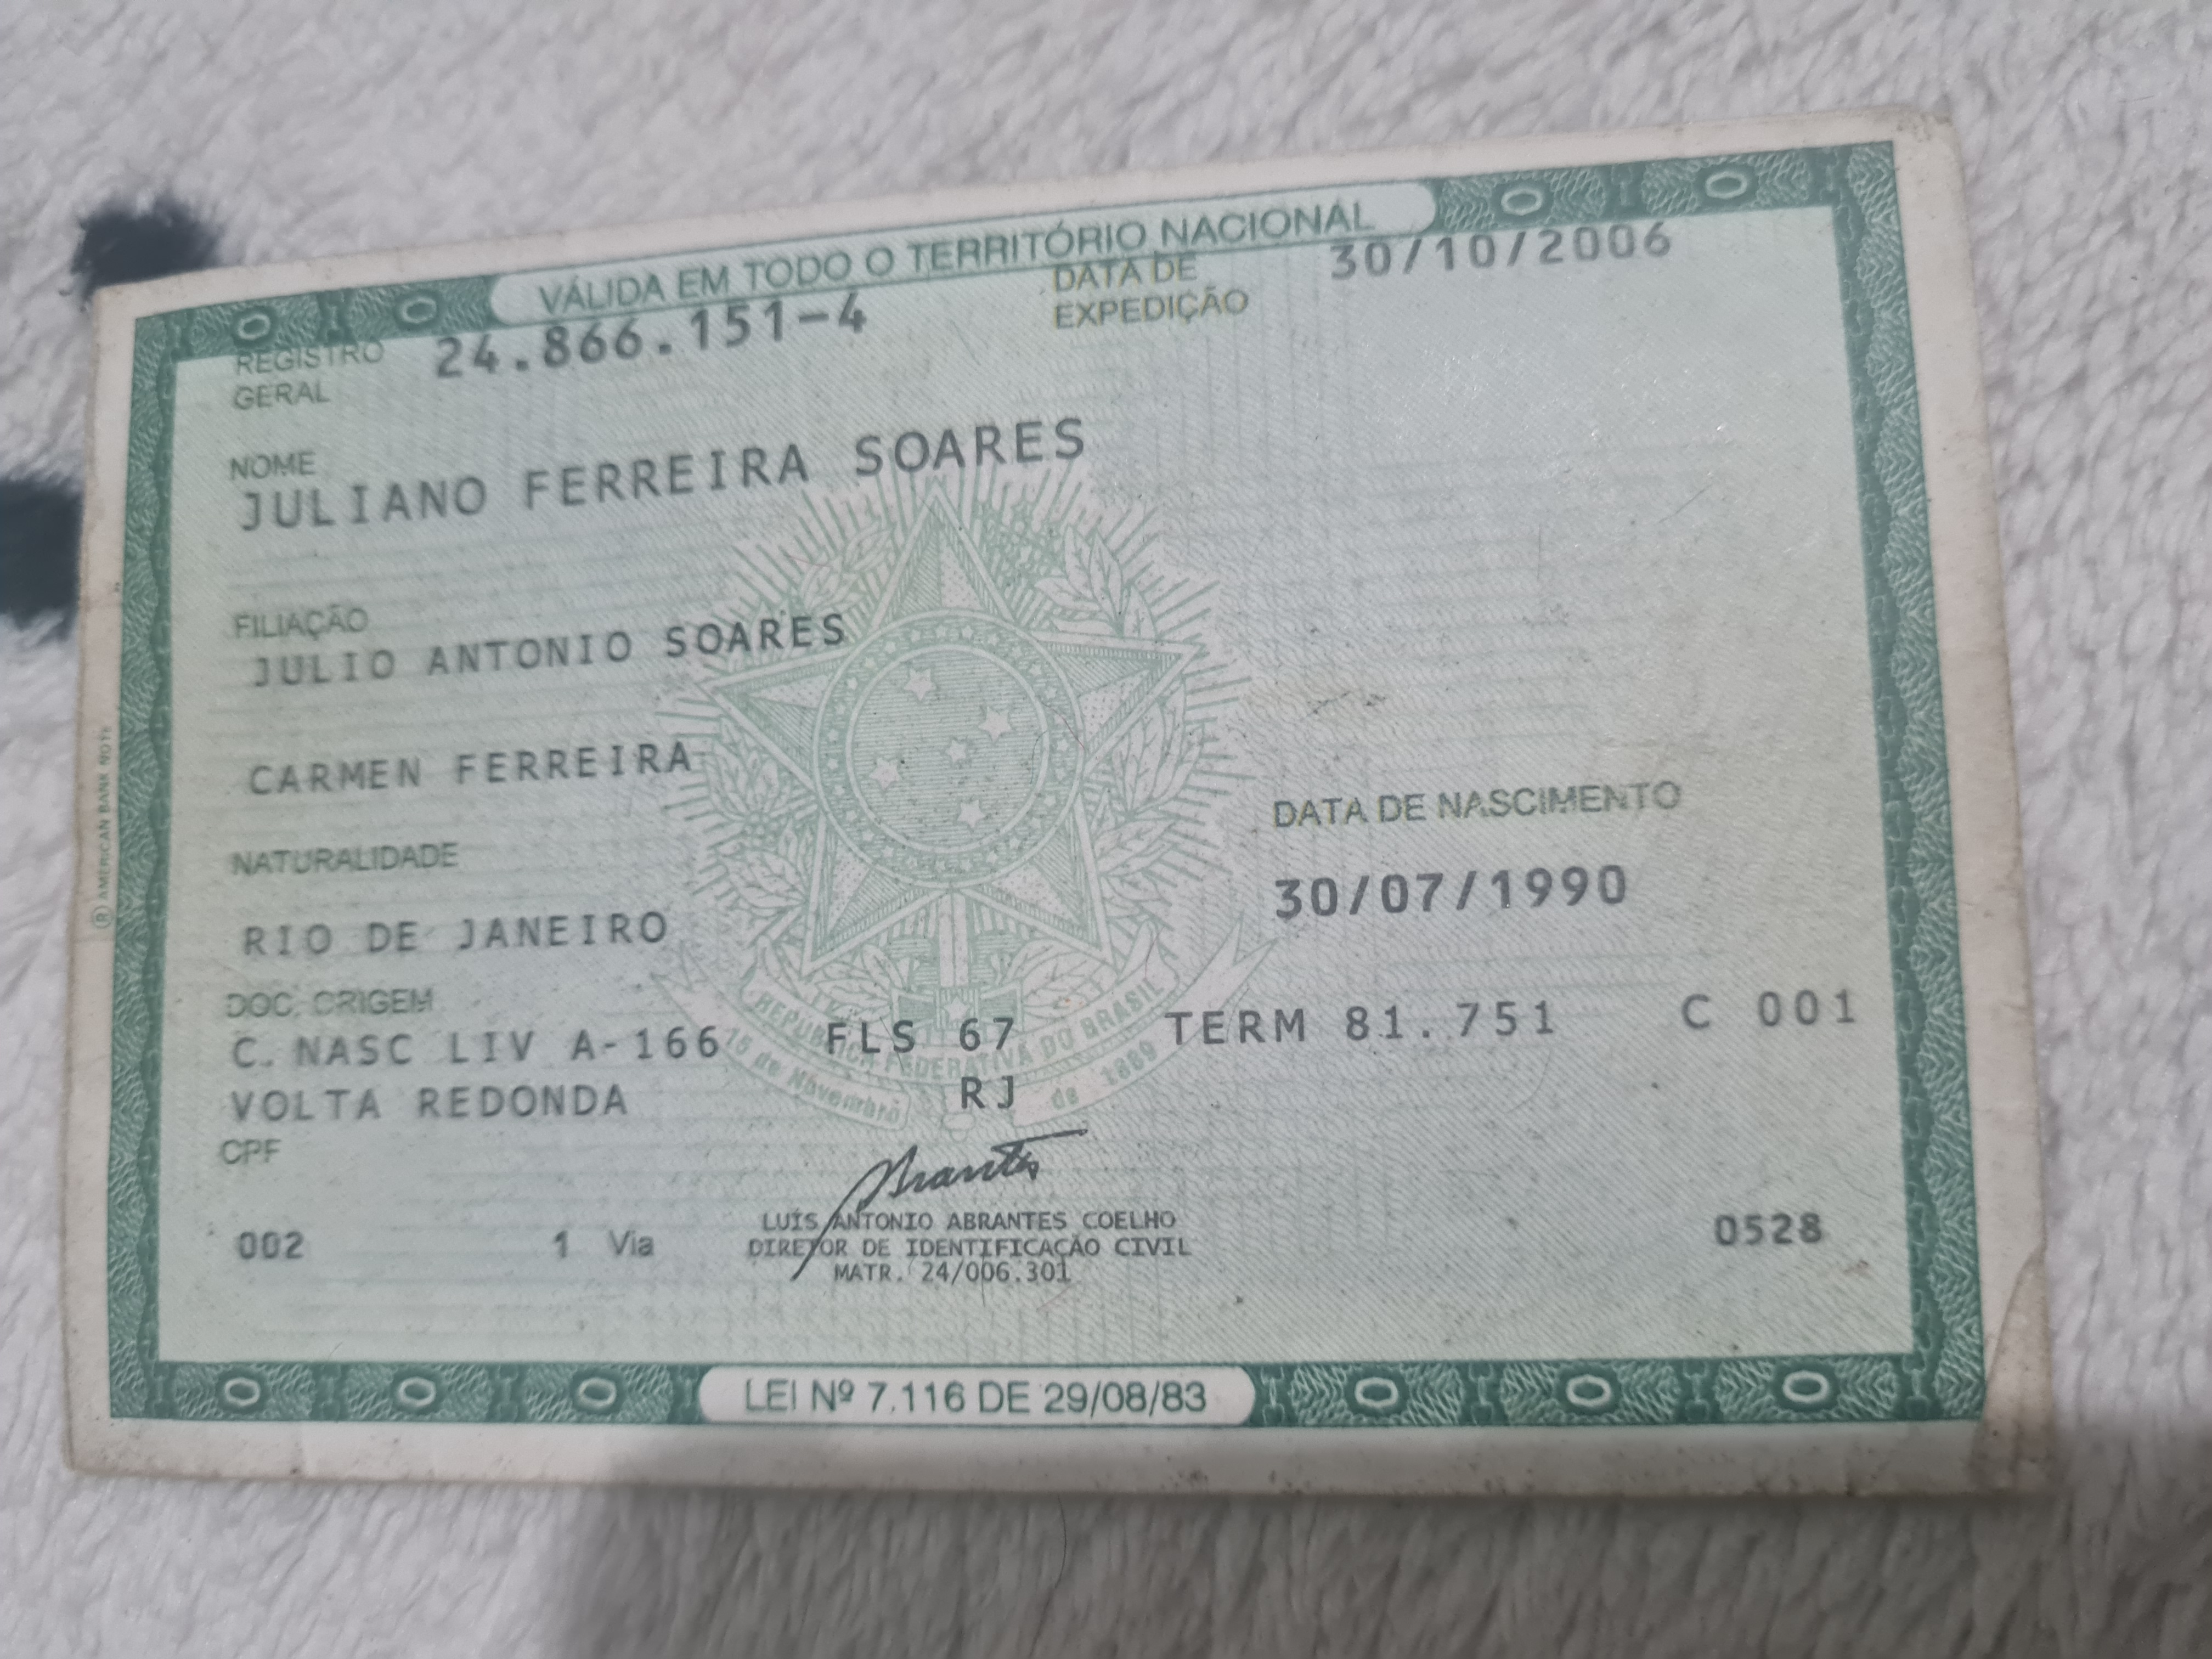 VÁLIDA EM TODO O TERRITÓRIO NACIONAL
REGISTRO GERAL 24.866.151-4 DATA DE EXPEDIÇÃO 30/10/2006
NOME
JULIANO FERREIRA SOARES
FILIAÇÃO
JULIO ANTONIO SOARES
CARMEN FERREIRA
NATURALIDADE DATA DE NASCIMENTO
RIO DE JANEIRO 30/07/1990
DOC. ORIGEM
C. NASC LIV A-166 FLS 67 TERM 81.751 C 001
VOLTA REDONDA RJ
CPF
002 1 Via 0528
LUÍS ANTONIO ABRANTES COELHO
DIRETOR DE IDENTIFICAÇÃO CIVIL
MATR. 24/006.301
LEI Nº 7.116 DE 29/08/83
® AMERICAN BANK NOTE